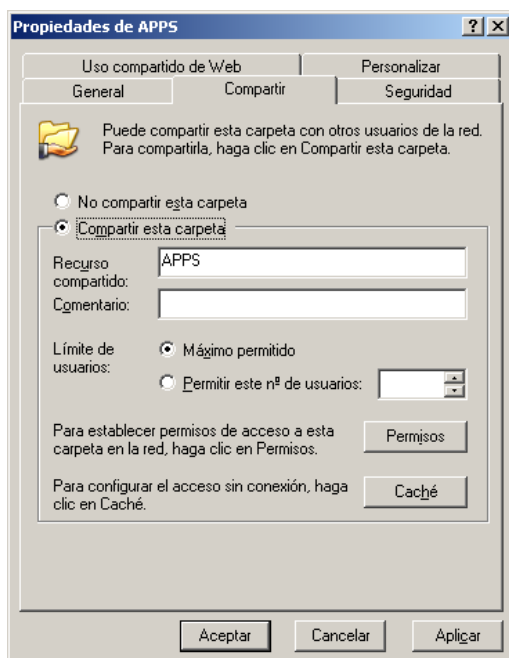 Propiedades de APPS
Uso compartido de Web
Personalizar
General
Compartir
Seguridad
Puede compartir esta carpeta con otros usuarios de la red.
Para compartirla, haga clic en Compartir esta carpeta.
No compartir esta carpeta
Compartir esta carpeta
Recurso
compartido:
APPS
Comentario:
Límite de
usuarios:
Máximo permitido
Permitir este nº de usuarios:
Para establecer permisos de acceso a esta
carpeta en la red, haga clic en Permisos.
Permisos
Para configurar el acceso sin conexión, haga
clic en Caché.
Caché
Aceptar
Cancelar
Aplicar